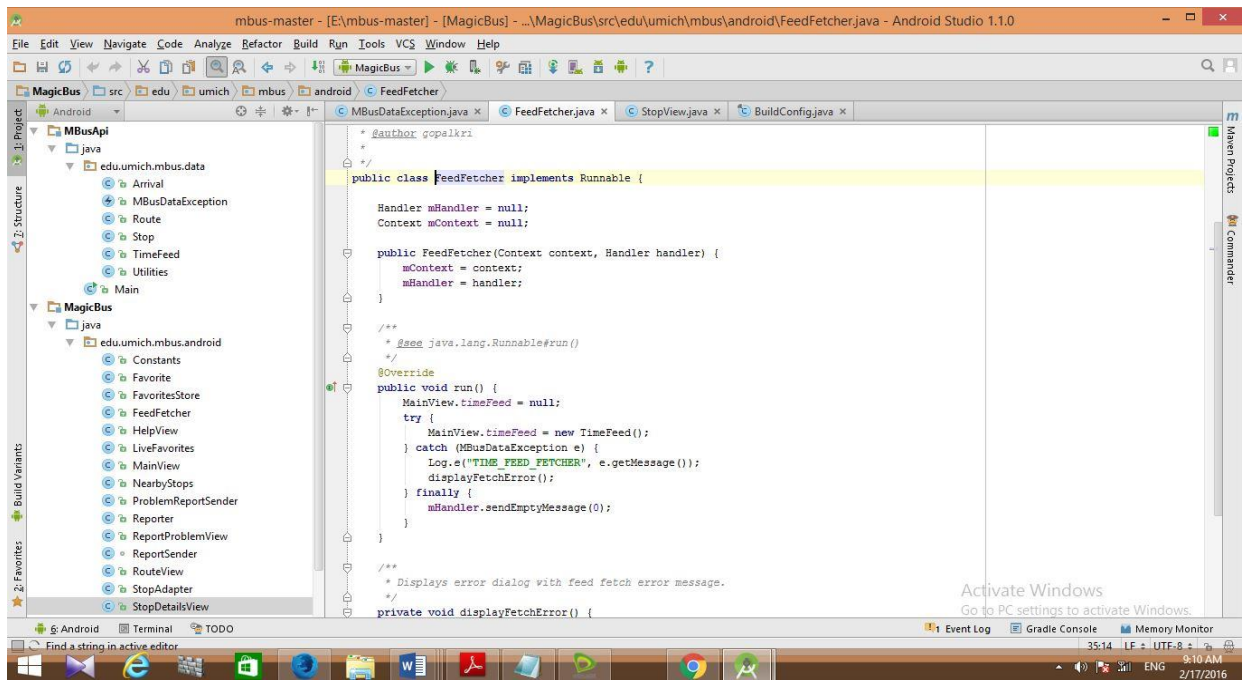 mbus-master - [E:\mbus-master] - [MagicBus] - ...\MagicBus\src\edu\umich\mbus\android\FeedFetcher.java - Android Studio 1.1.0
File Edit View Navigate Code Analyze Refactor Build Run Tools VCS Window Help
MagicBus
MagicBus src edu umich mbus android FeedFetcher
Android
MBusDataException.java FeedFetcher.java StopView.java BuildConfig.java
1: Project
7: Structure
Build Variants
2: Favorites
MBusApi
java
edu.umich.mbus.data
Arrival
MBusDataException
Route
Stop
TimeFeed
Utilities
Main
MagicBus
java
edu.umich.mbus.android
Constants
Favorite
FavoritesStore
FeedFetcher
HelpView
LiveFavorites
MainView
NearbyStops
ProblemReportSender
Reporter
ReportProblemView
ReportSender
RouteView
StopAdapter
StopDetailsView
* @author gopalkri
*
*/
public class FeedFetcher implements Runnable {
Handler mHandler = null;
Context mContext = null;
public FeedFetcher(Context context, Handler handler) {
mContext = context;
mHandler = handler;
}
/**
* @see java.lang.Runnable#run()
*/
@Override
public void run() {
MainView.timeFeed = null;
try {
MainView.timeFeed = new TimeFeed();
} catch (MBusDataException e) {
Log.e("TIME_FEED_FETCHER", e.getMessage());
displayFetchError();
} finally {
mHandler.sendEmptyMessage(0);
}
}
/**
* Displays error dialog with feed fetch error message.
*/
private void displayFetchError() {
m
Maven Projects
Commander
Activate Windows
Go to PC settings to activate Windows.
6: Android Terminal TODO
1 Event Log Gradle Console Memory Monitor
Find a string in active editor
35:14 LF UTF-8
ENG
9:10 AM
2/17/2016